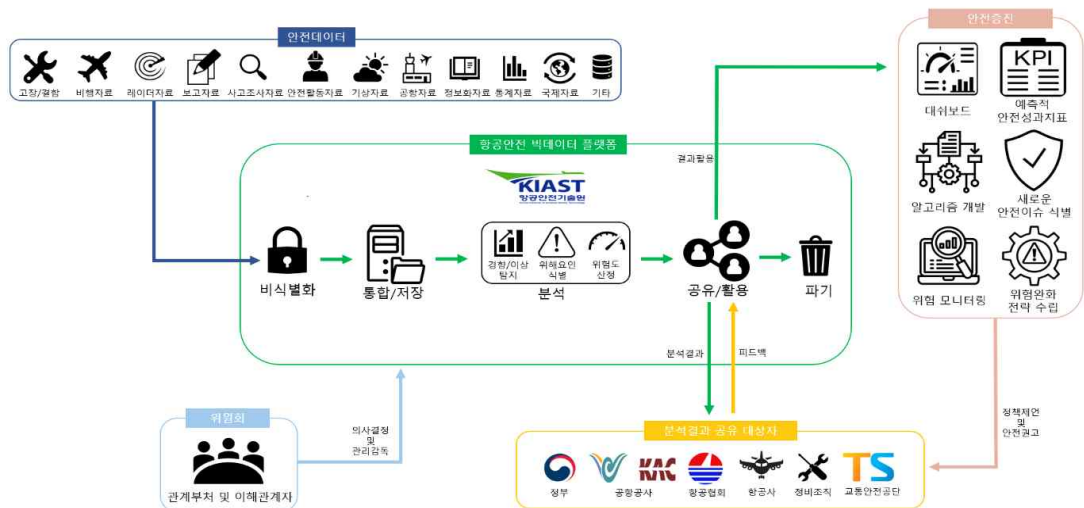 안전데이터
고장/결함 비행자료 레이더자료 보고자료 사고조사자료 안전활동자료 기상자료 공항자료 정보화자료 통계자료 국제자료 기타
안전증진
KPI
대쉬보드
예측적
안전성과지표
알고리즘 개발
새로운
안전이슈 식별
위험 모니터링
위험완화
전략 수립
항공안전 빅데이터 플랫폼
KIAST
항공안전기술원
결과활용
비식별화
통합/저장
경향/이상
탐지
위해요인
식별
위험도
산정
분석
공유/활용
파기
분석결과
피드백
위원회
관계부처 및 이해관계자
의사결정
및
관리감독
정책제언
및
안전권고
분석결과 공유 대상자
KAC
TS
정부 공항공사 항공협회 항공사 정비조직 교통안전공단